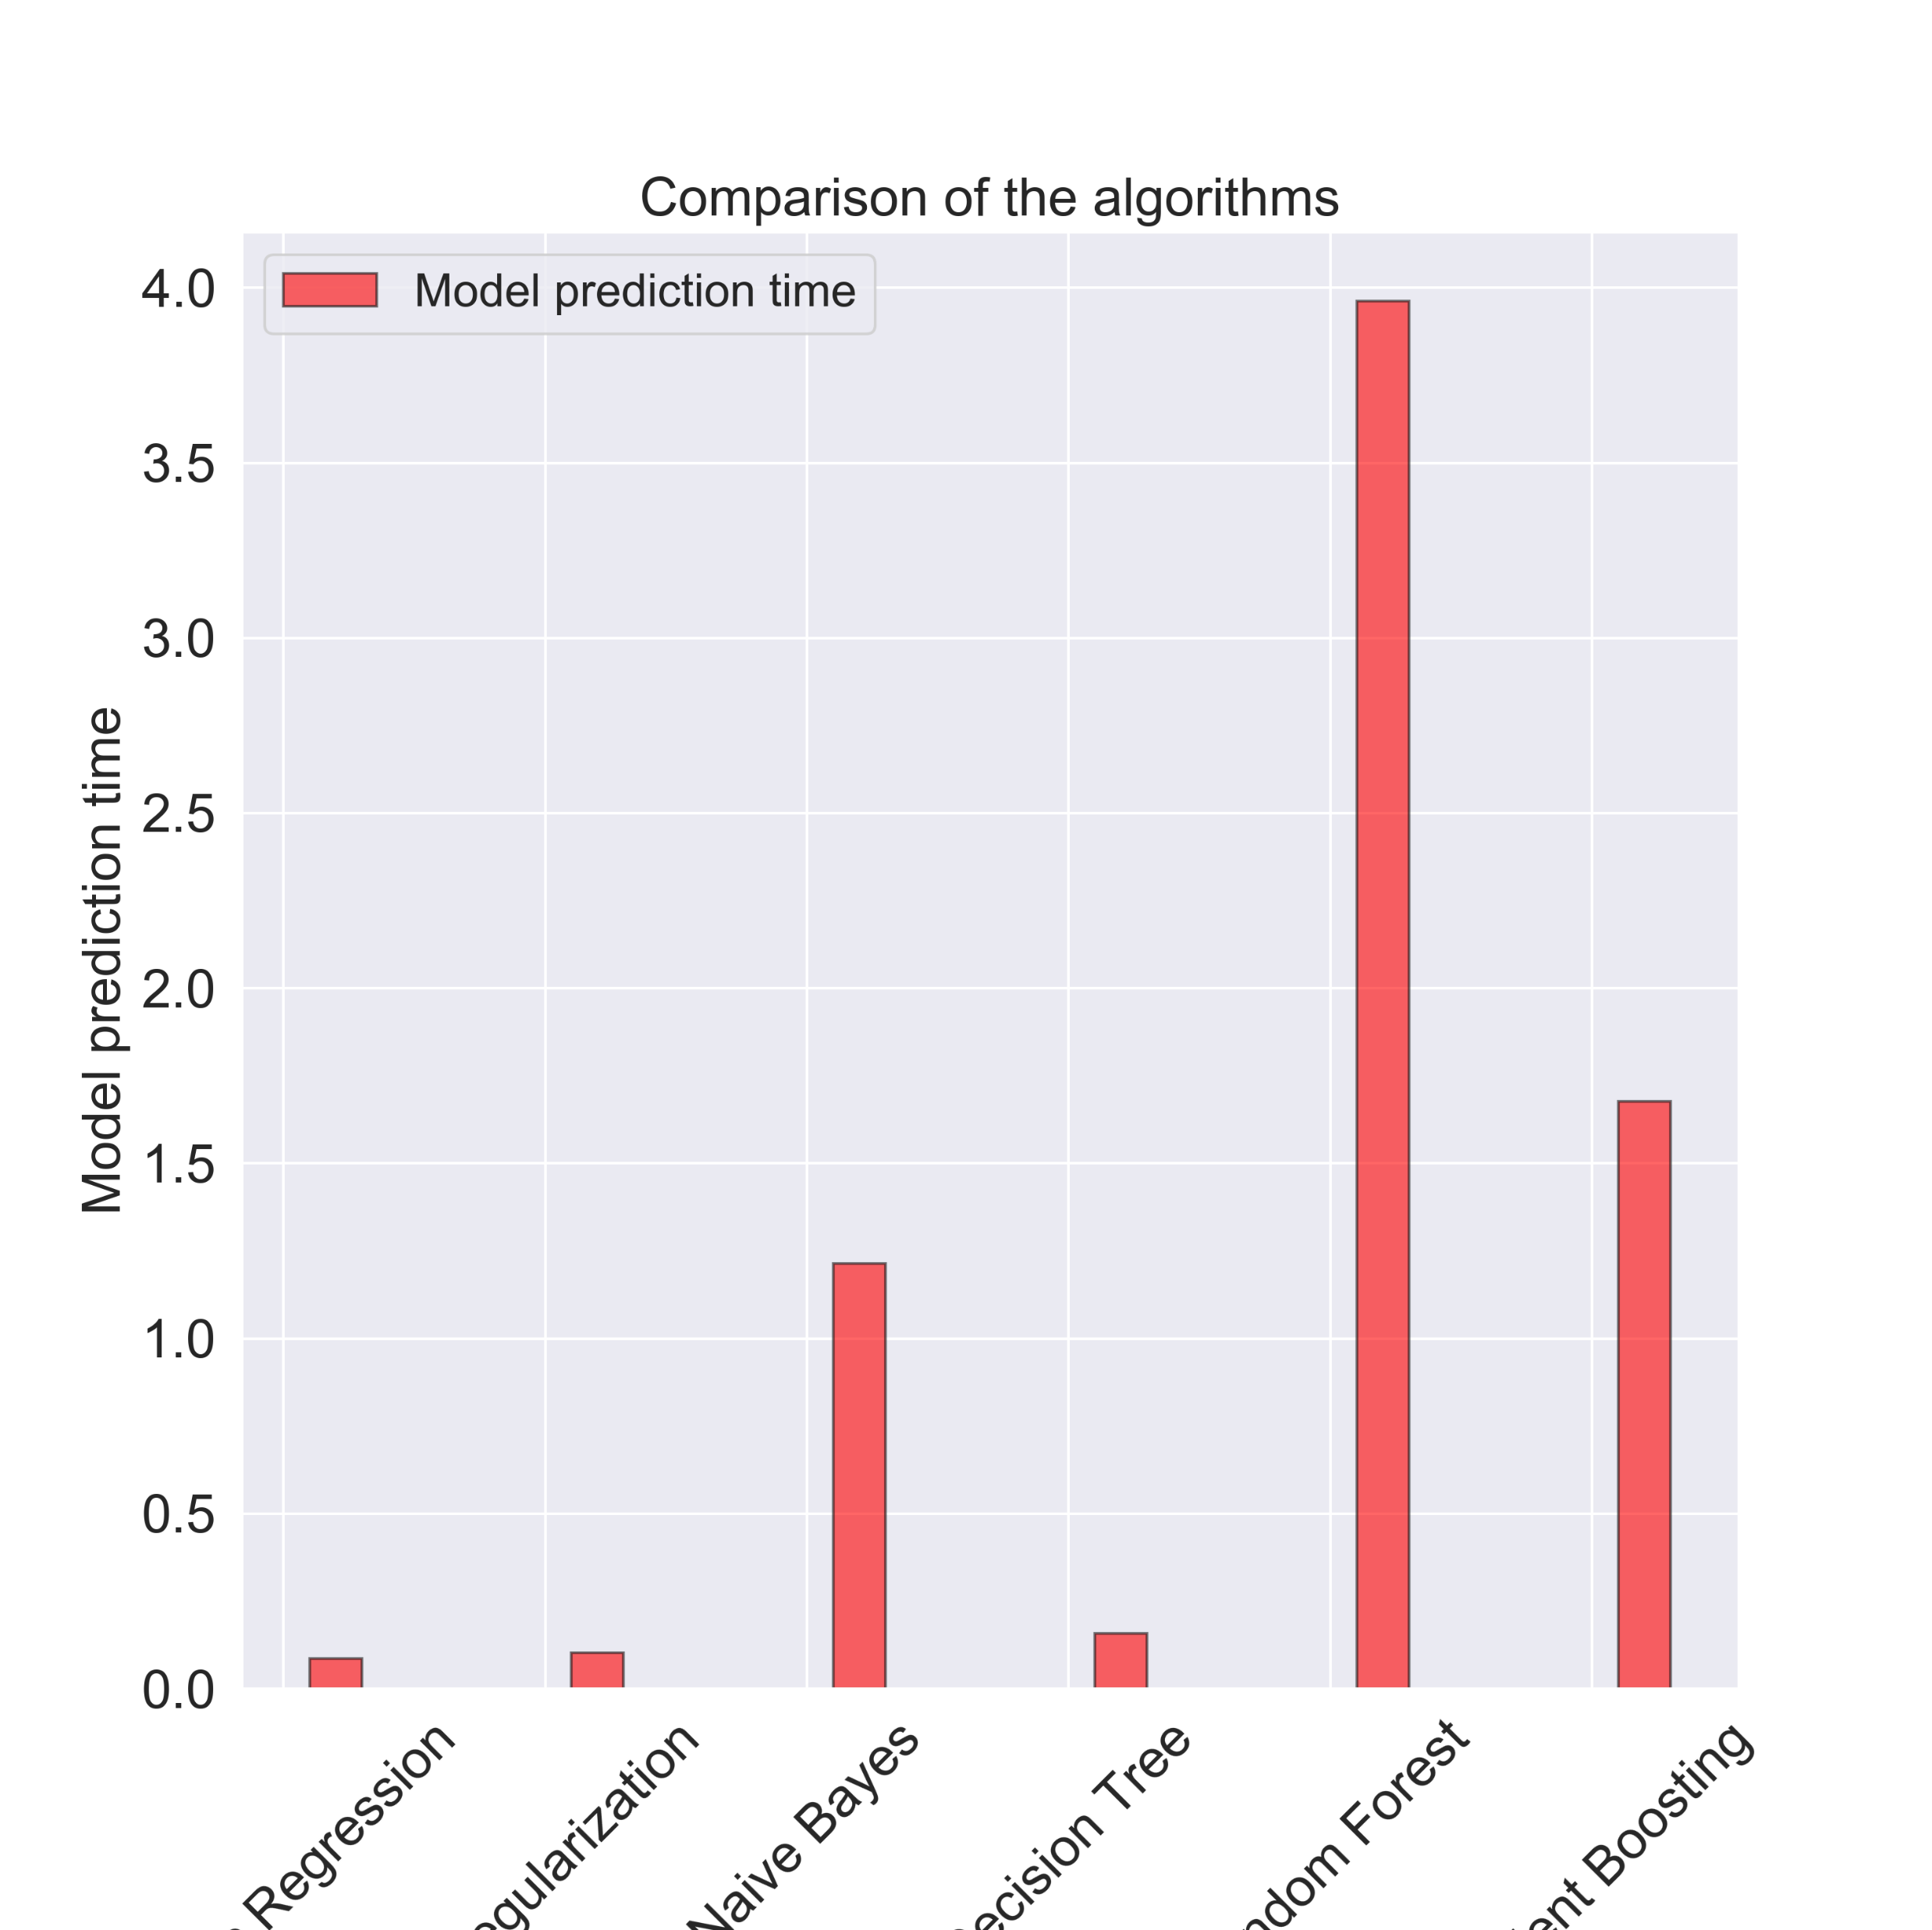 Comparison of the algorithms
Model prediction time
4.0
3.5
3.0
2.5
2.0
1.5
1.0
0.5
0.0
Model prediction time
Regression
Naive Bayes
Tree
Forest
Boosting